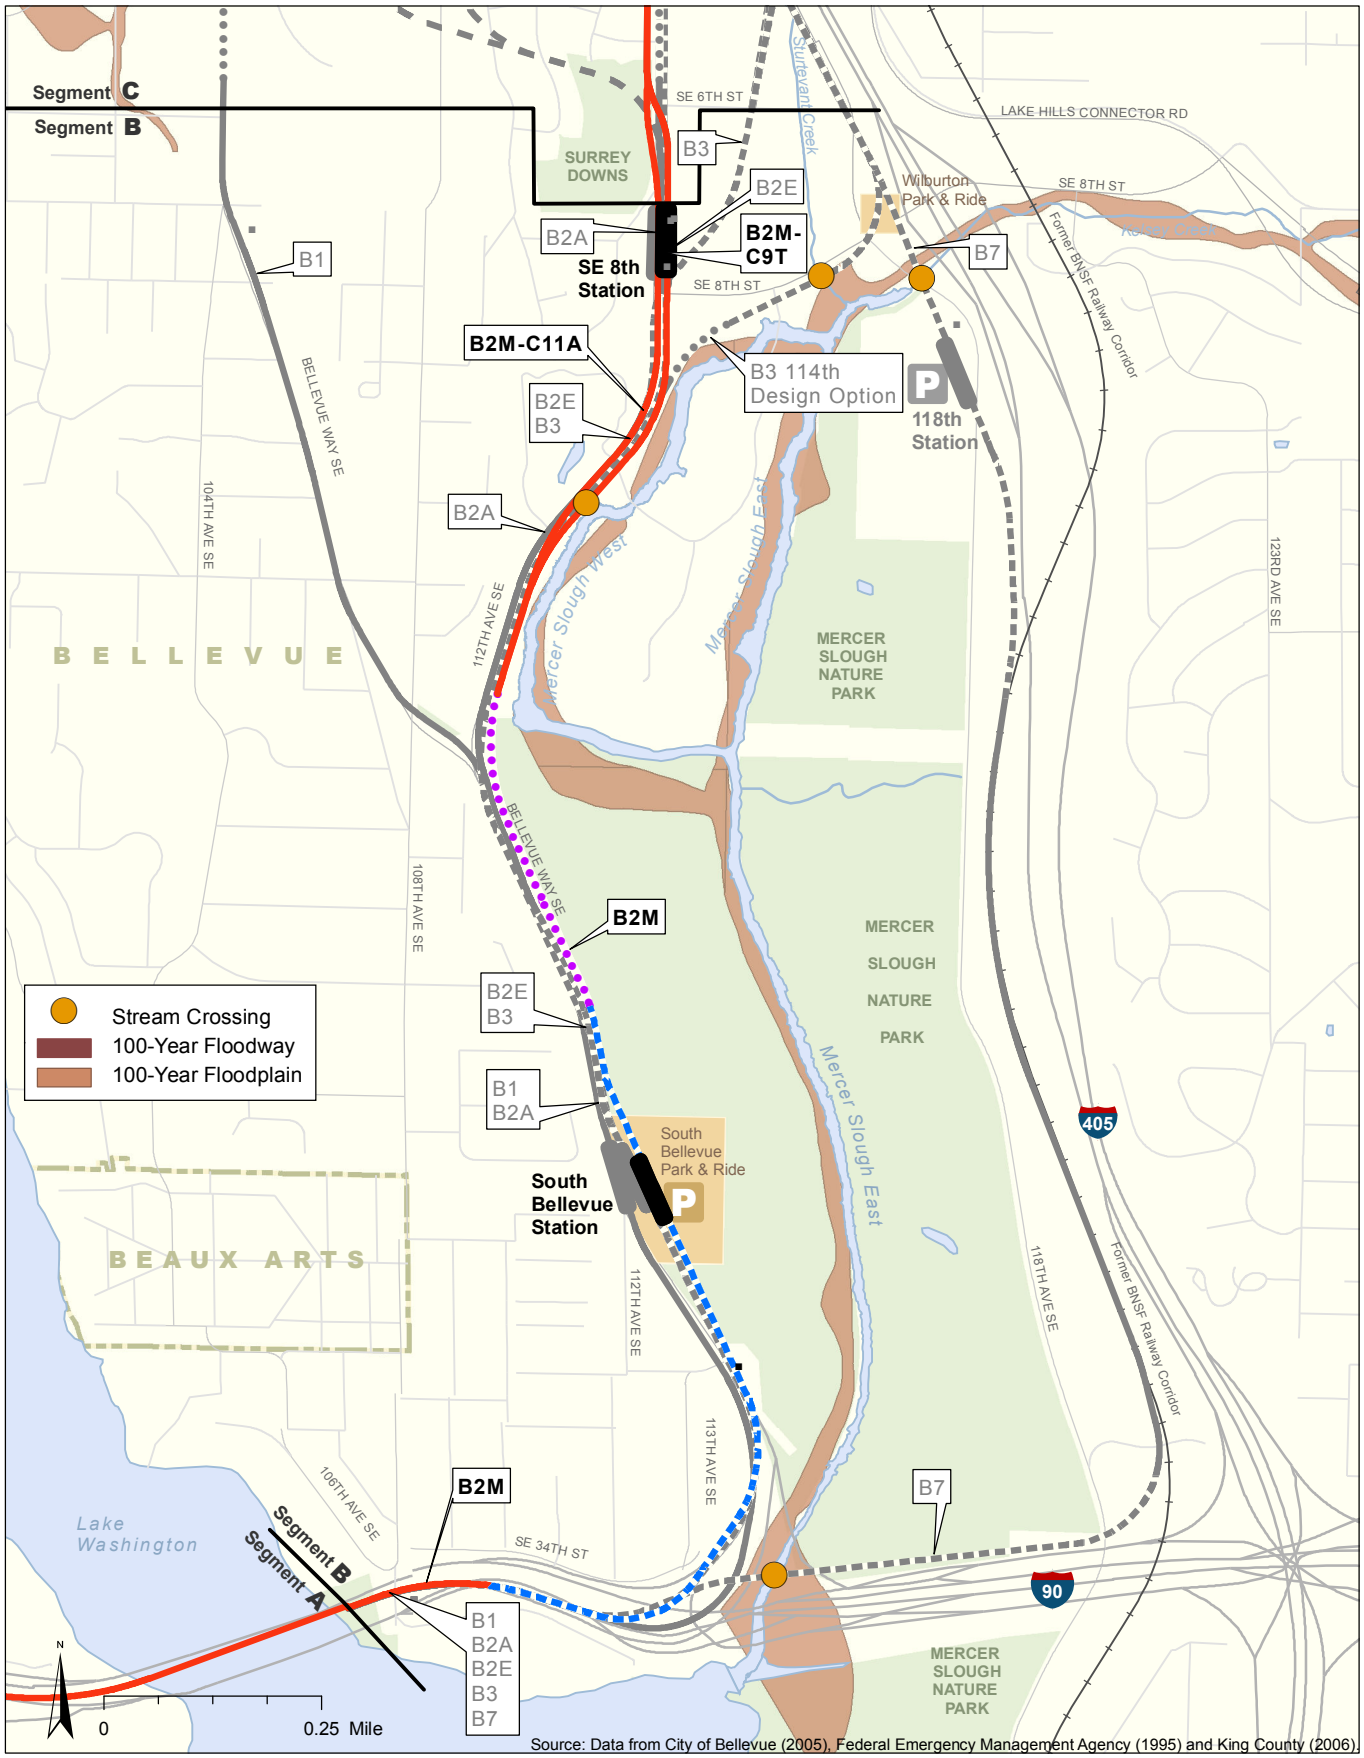 Segment C
Segment B
SE 6TH ST
Sturtevant Creek
LAKE HILLS CONNECTOR RD
B3
SURREY
DOWNS
B2E
Wilburton
Park & Ride
SE 8TH ST
Kelsey Creek
B2A
B2M-
C9T
B7
B1
SE 8th
Station
SE 8TH ST
Former BNSF Railway Corridor
B2M-C11A
B3 114th
Design Option
P
118th
Station
B2E
B3
BELLEVUE WAY SE
104TH AVE SE
B2A
Mercer Slough West
Mercer Slough East
123RD AVE SE
112TH AVE SE
BELLEVUE
MERCER
SLOUGH
NATURE
PARK
BELLEVUE WAY SE
108TH AVE SE
B2M
MERCER
SLOUGH
NATURE
PARK
B2E
B3
Stream Crossing
100-Year Floodway
100-Year Floodplain
Mercer Slough East
B1
B2A
405
South
Bellevue
Park & Ride
P
South
Bellevue
Station
BEAUX ARTS
112TH AVE SE
118TH AVE SE
Former BNSF Railway Corridor
113TH AVE SE
106TH AVE SE
B2M
B7
Lake
Washington
Segment B
Segment A
SE 34TH ST
90
B1
B2A
B2E
B3
B7
MERCER
SLOUGH
NATURE
PARK
N
0
0.25 Mile
Source: Data from City of Bellevue (2005), Federal Emergency Management Agency (1995) and King County (2006).